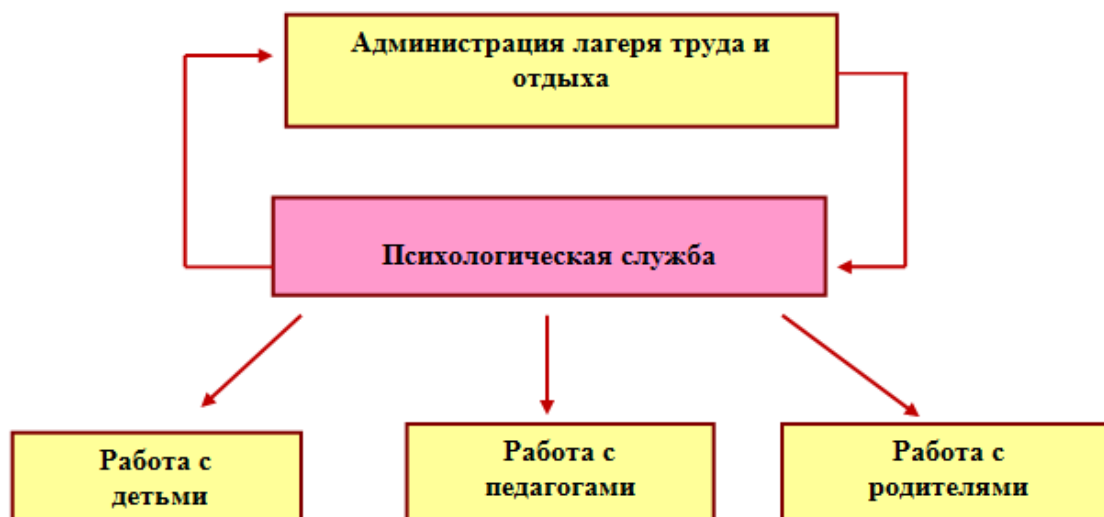 Администрация лагеря труда и
отдыха
Психологическая служба
Работа с
детьми
Работа с
педагогами
Работа с
родителями